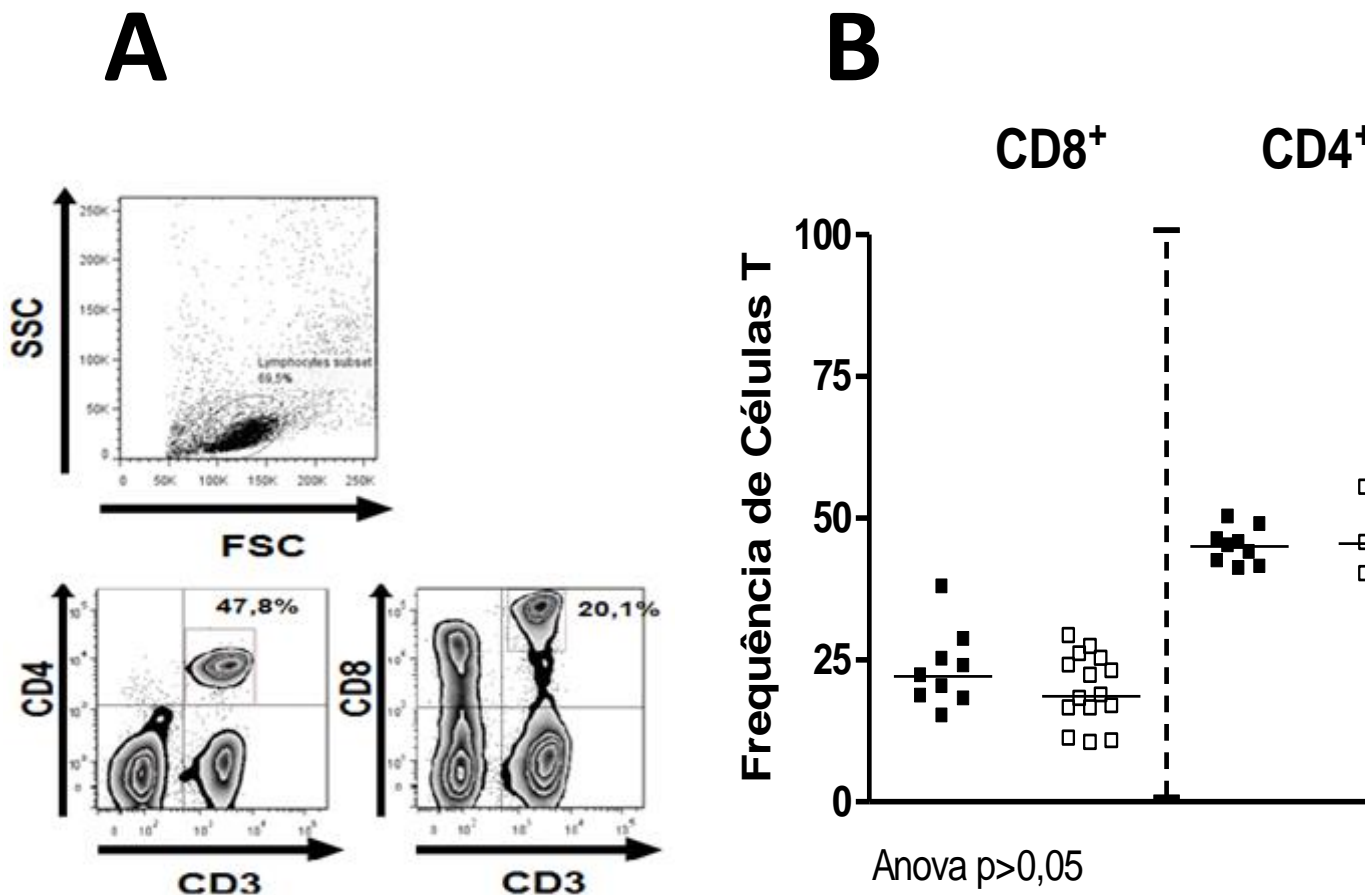 A
B
CD8⁺
CD4⁺
SSC
250K
200K
150K
100K
50K
0
Lymphocytes subset
69,5%
0 50K 100K 150K 200K 250K
FSC
CD4
47,8%
CD3
CD8
20,1%
CD3
Frequência de Células T
100
75
50
25
0
Anova p>0,05